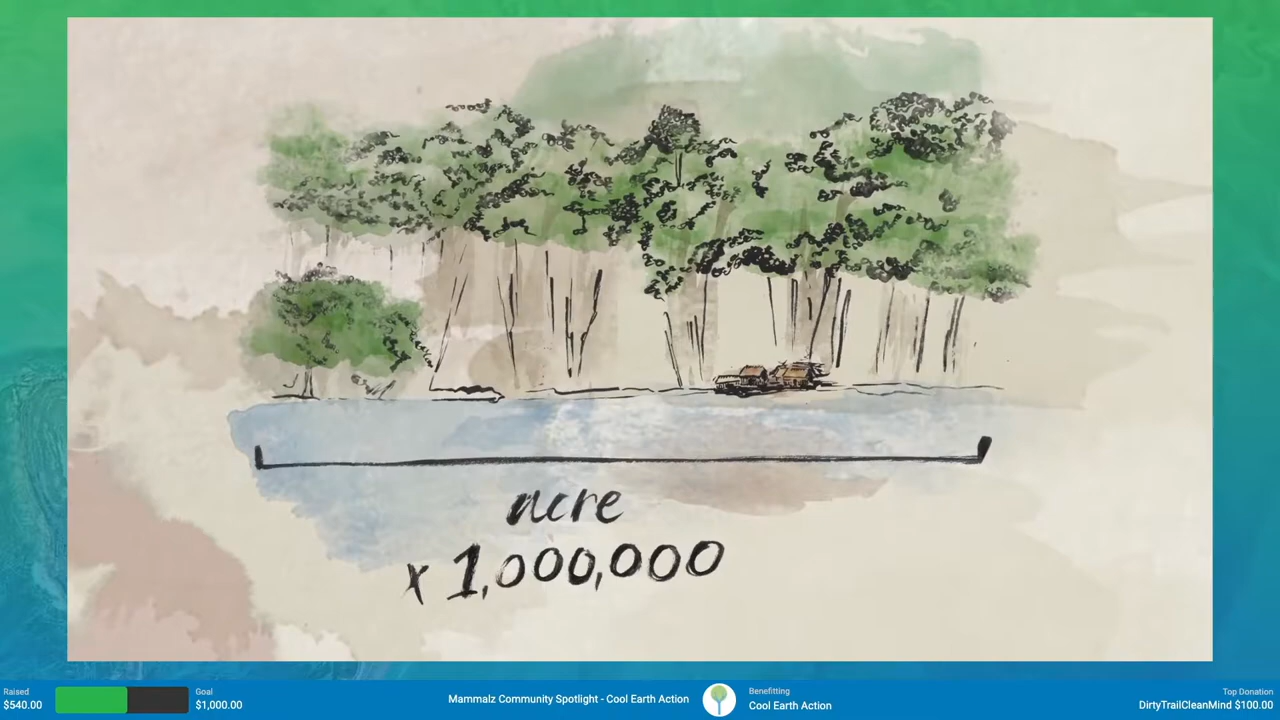 acre
x 1,000,000
Raised
$540.00
Goal
$1,000.00
Mammalz Community Spotlight - Cool Earth Action
Benefitting
Cool Earth Action
Top Donation
DirtyTrailCleanMind $100.00